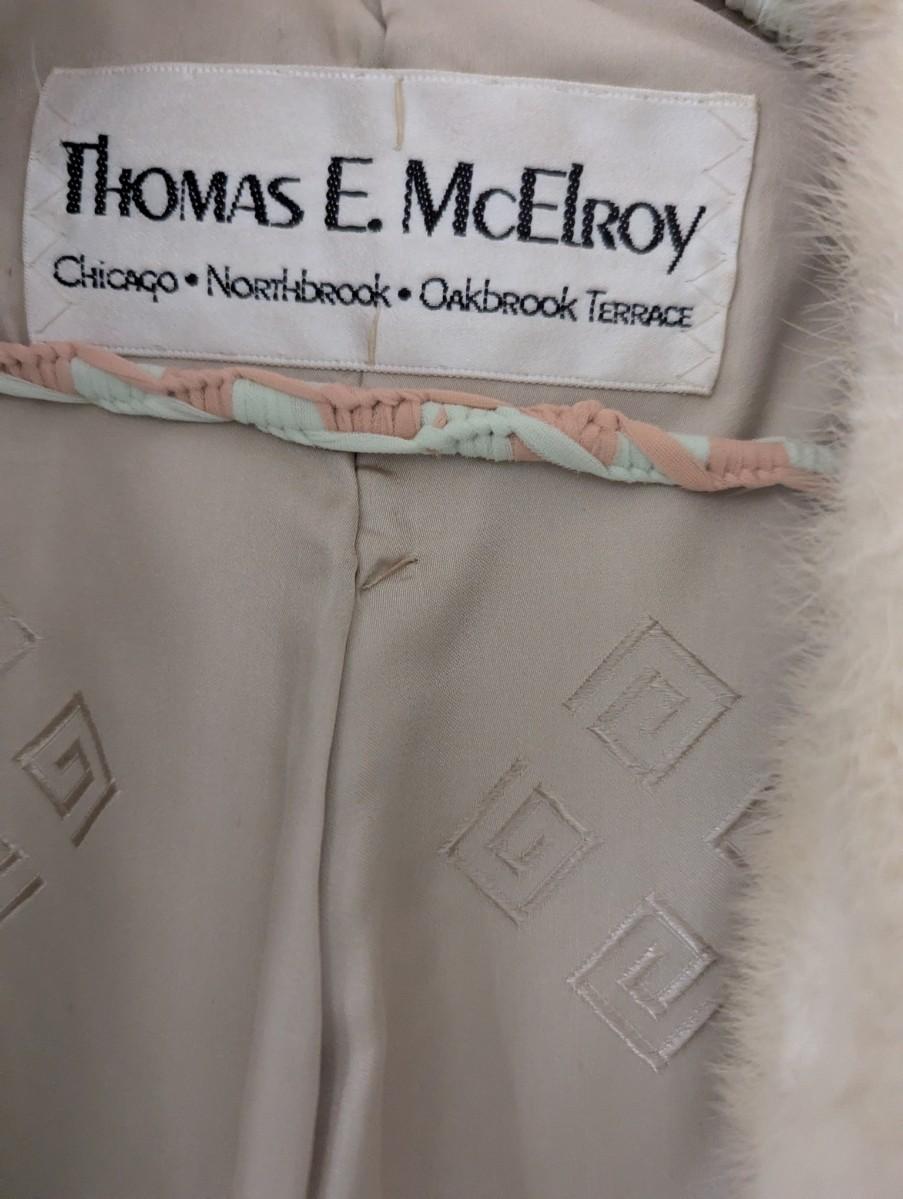 Thomas E. McElroy
Chicago • Northbrook • Oakbrook Terrace